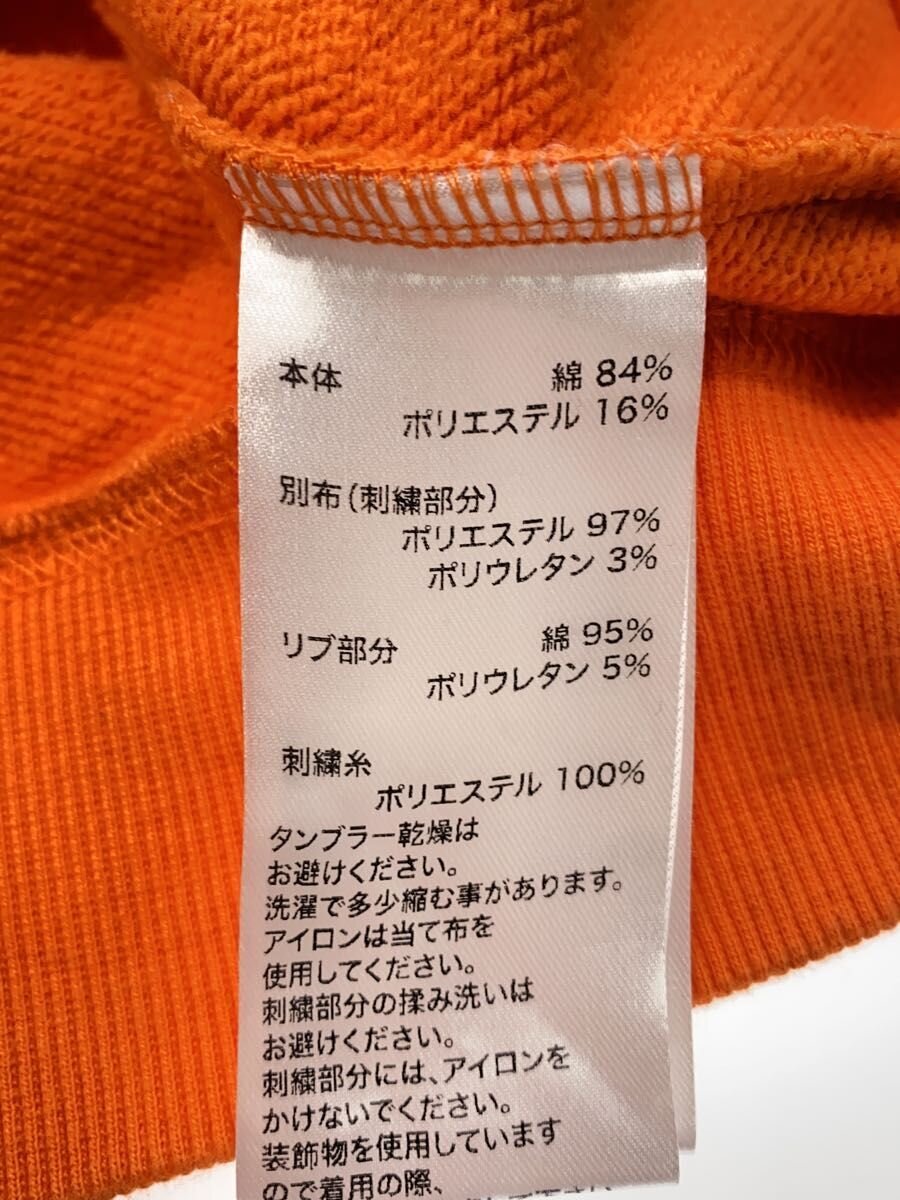 本体 綿 84%
ポリエステル 16%
別布(刺繍部分)
ポリエステル 97%
ポリウレタン 3%
リブ部分 綿 95%
ポリウレタン 5%
刺繍糸
ポリエステル 100%
タンブラー乾燥は
お避けください。
洗濯で多少縮む事があります。
アイロンは当て布を
使用してください。
刺繍部分の揉み洗いは
お避けください。
刺繍部分には、アイロンを
かけないでください。
装飾物を使用しています
ので着用の際、